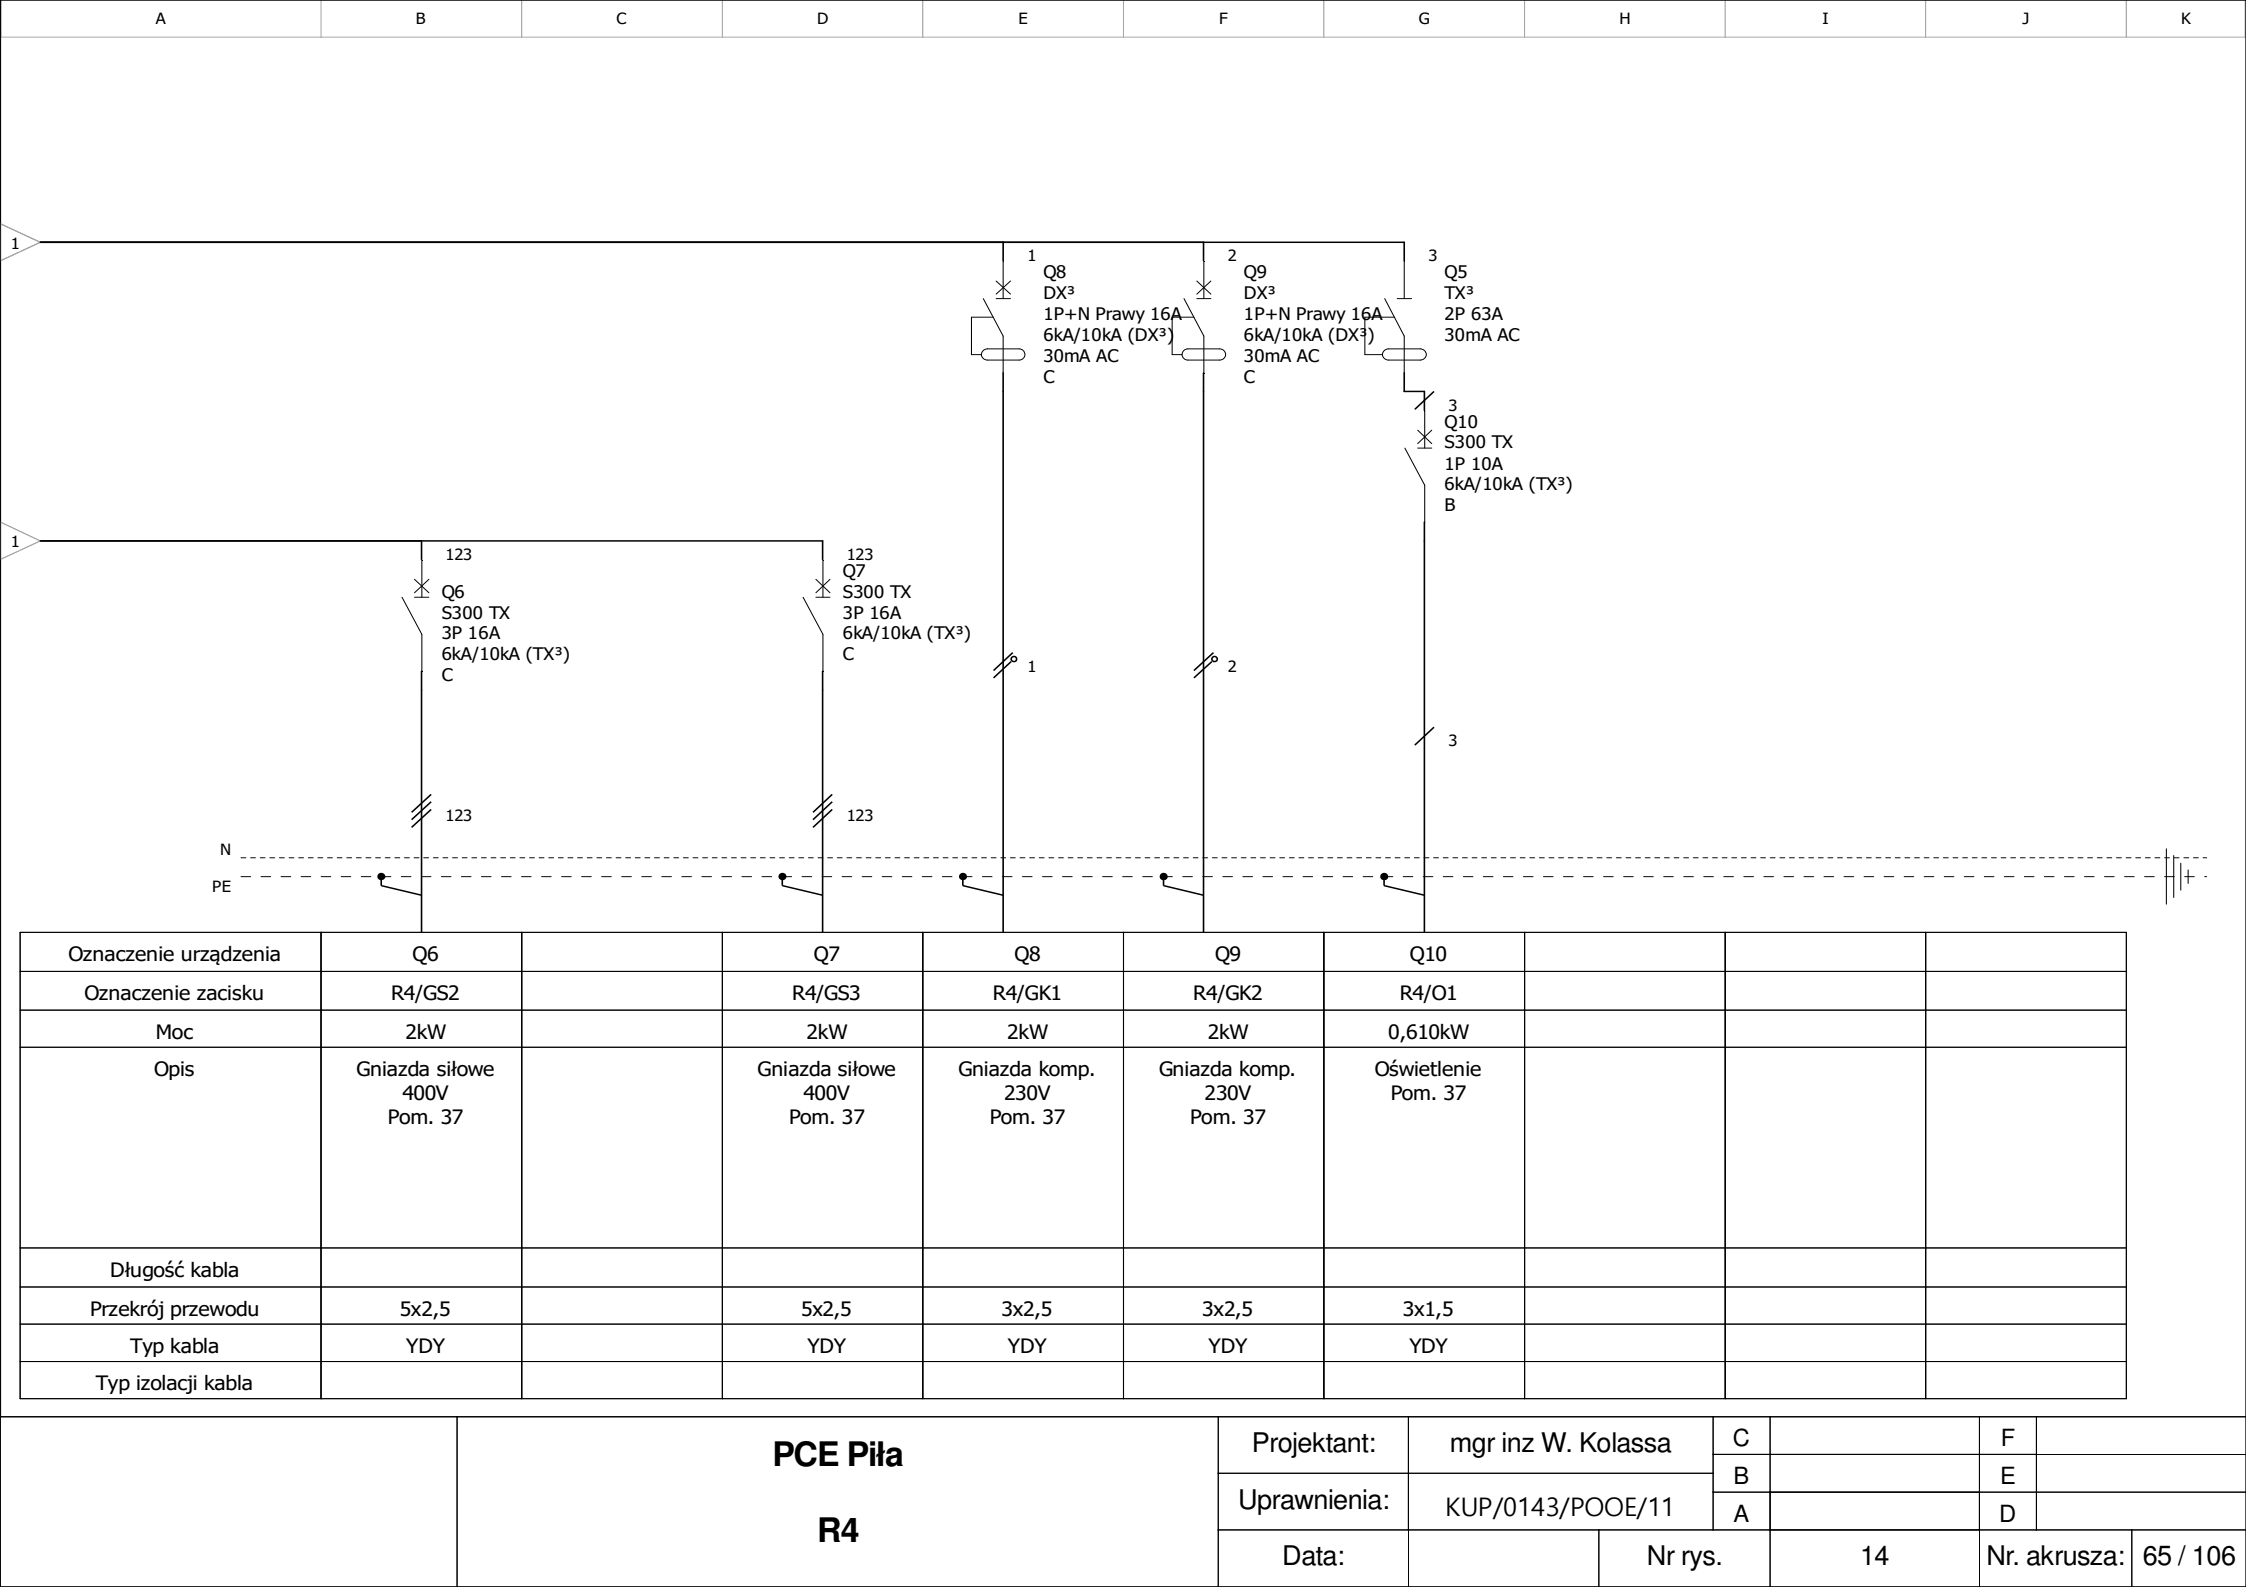 A B C D E F G H I J K
1
1
Q8
DX³
1P+N Prawy 16A
6kA/10kA (DX³)
30mA AC
C
2
Q9
DX³
1P+N Prawy 16A
6kA/10kA (DX³)
30mA AC
C
3
Q5
TX³
2P 63A
30mA AC
3
Q10
S300 TX
1P 10A
6kA/10kA (TX³)
B
1
123
Q6
S300 TX
3P 16A
6kA/10kA (TX³)
C
123
Q7
S300 TX
3P 16A
6kA/10kA (TX³)
C
1
2
3
123
123
N
PE
Oznaczenie urządzenia Q6 Q7 Q8 Q9 Q10
Oznaczenie zacisku R4/GS2 R4/GS3 R4/GK1 R4/GK2 R4/O1
Moc 2kW 2kW 2kW 2kW 0,610kW
Opis Gniazda siłowe Gniazda siłowe Gniazda komp. Gniazda komp. Oświetlenie
400V 400V 230V 230V Pom. 37
Pom. 37 Pom. 37 Pom. 37 Pom. 37
Długość kabla
Przekrój przewodu 5x2,5 5x2,5 3x2,5 3x2,5 3x1,5
Typ kabla YDY YDY YDY YDY YDY
Typ izolacji kabla
PCE Piła
R4
Projektant: mgr inz W. Kolassa C F
B E
Uprawnienia: KUP/0143/POOE/11 A D
Data: Nr rys. 14 Nr. akrusza: 65 / 106